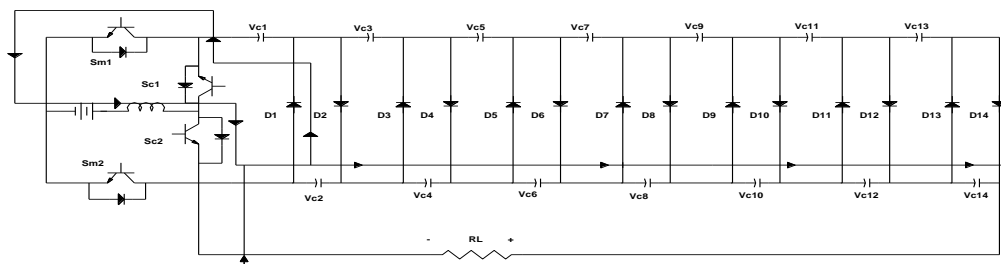 Vc1 Vc3 Vc5 Vc7 Vc9 Vc11 Vc13
Sm1
Sc1
D1 D2 D3 D4 D5 D6 D7 D8 D9 D10 D11 D12 D13 D14
Sc2
Sm2
Vc2 Vc4 Vc6 Vc8 Vc10 Vc12 Vc14
- RL +